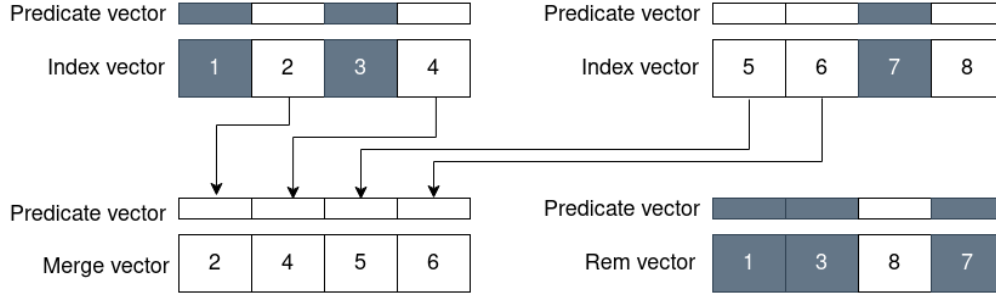 Predicate vector
Predicate vector
Index vector 1 2 3 4
Index vector 5 6 7 8
Predicate vector
Predicate vector
Merge vector 2 4 5 6
Rem vector 1 3 8 7